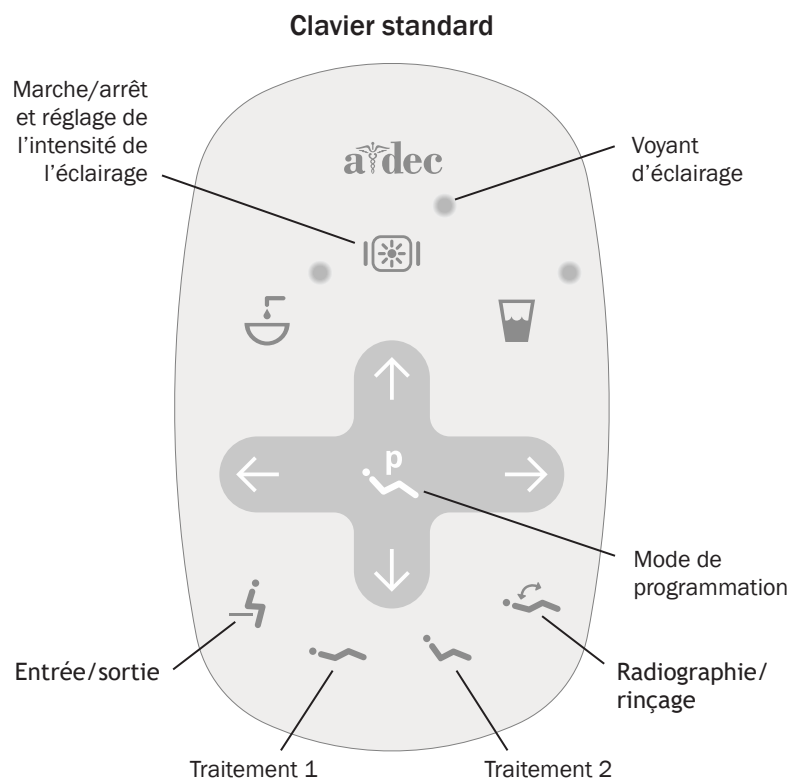 Clavier standard
Marche/arrêt
et réglage de
l'intensité de
l'éclairage
a-dec
Voyant
d'éclairage
p
Mode de
programmation
Entrée/sortie
Radiographie/
rinçage
Traitement 1
Traitement 2